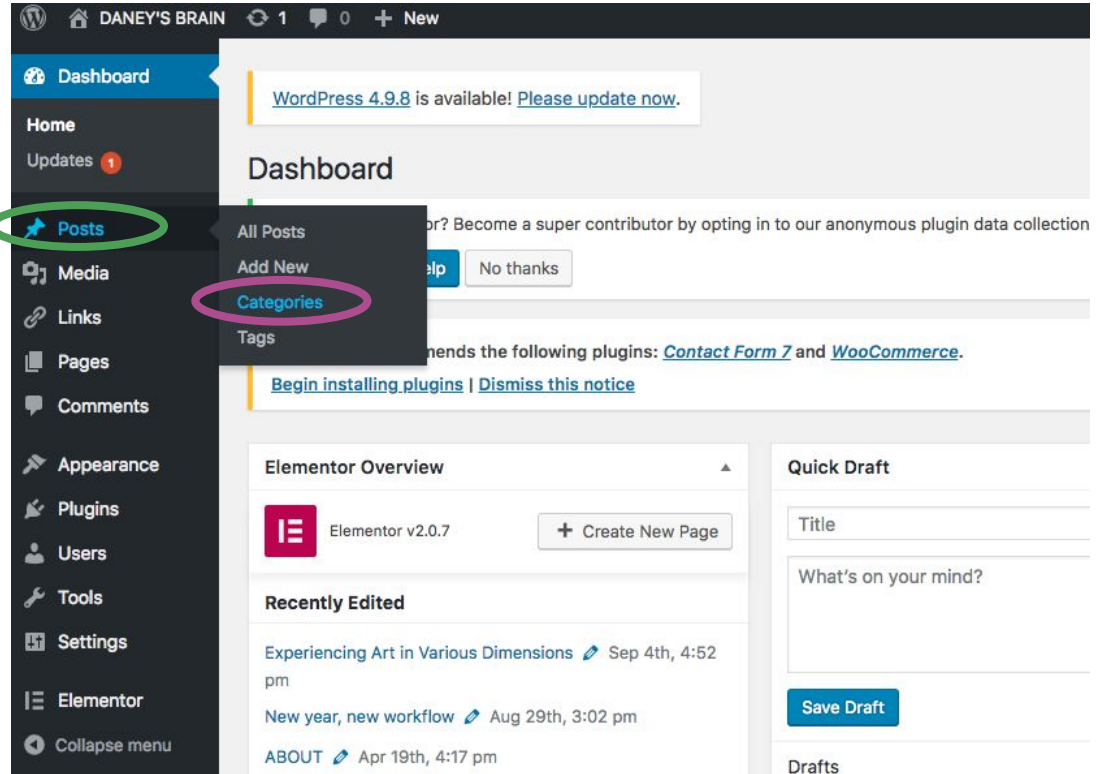 DANEY'S BRAIN 1 0 + New
Dashboard
Home
Updates 1
Posts
Media
Links
Pages
Comments
Appearance
Plugins
Users
Tools
Settings
Elementor
Collapse menu
All Posts
Add New
Categories
Tags
WordPress 4.9.8 is available! Please update now.
Dashboard
or? Become a super contributor by opting in to our anonymous plugin data collection
No thanks
the following plugins: Contact Form 7 and WooCommerce.
Begin installing plugins | Dismiss this notice
Elementor Overview
Elementor v2.0.7
+ Create New Page
Recently Edited
Experiencing Art in Various Dimensions Sep 4th, 4:52
pm
New year, new workflow Aug 29th, 3:02 pm
ABOUT Apr 19th, 4:17 pm
Quick Draft
Title
What's on your mind?
Save Draft
Drafts